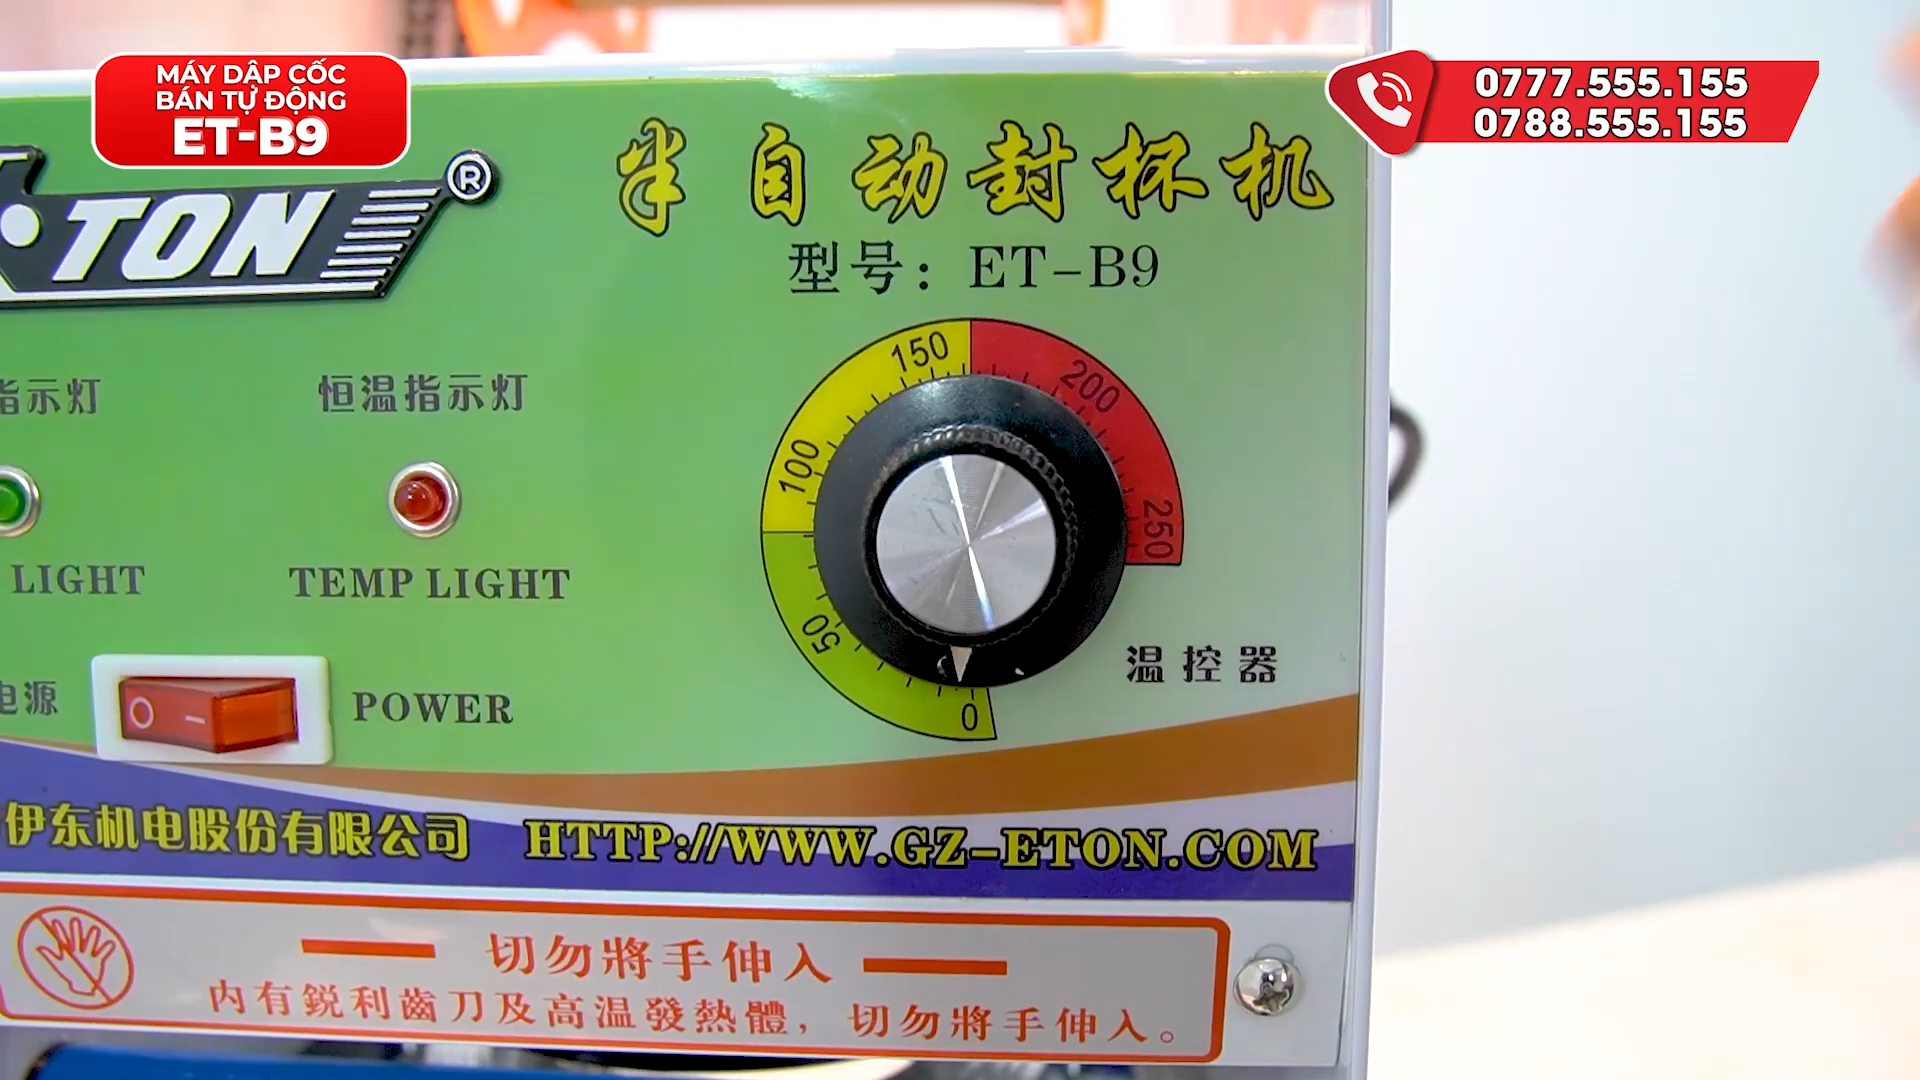 MÁY DẬP CỐC
BÁN TỰ ĐỘNG
ET-B9
0777.555.155
0788.555.155
TON®
半自动封杯机
型号：ET-B9
指示灯
恒温指示灯
LIGHT
TEMP LIGHT
0
50
100
150
200
250
温控器
电源
POWER
伊东机电股份有限公司
HTTP://WWW.GZ-ETON.COM
切勿將手伸入
内有鋭利齒刀及高温發熱體，切勿將手伸入。